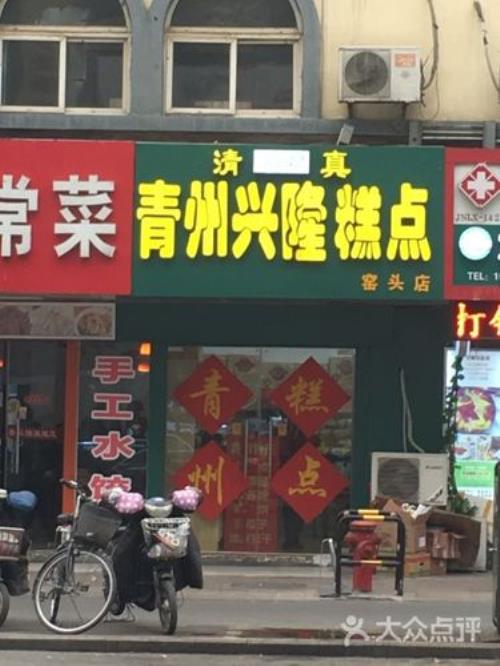 常菜
清 真
青州兴隆糕点
窑头店
TEL:
手工水饺
青 糕
州 点
大众点评